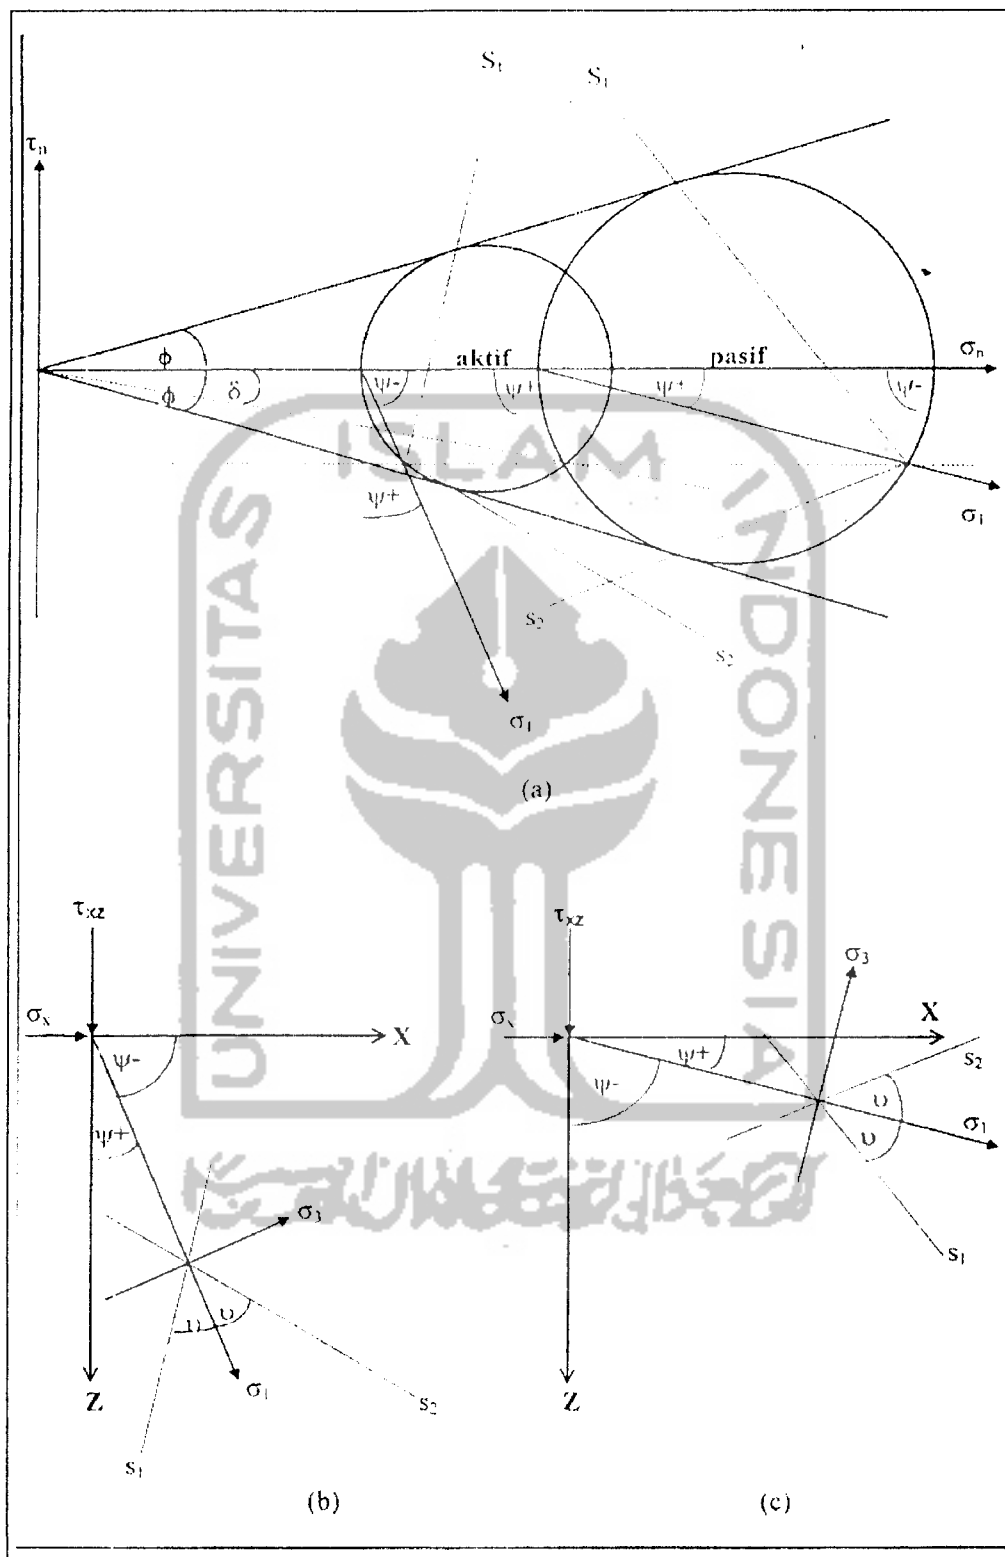 S₁ S₁
τₙ
ϕ aktif pasif σₙ
ϕ δ ψ- ψ+ ψ+ ψ-
ISLAM
ψ+
σ₁
UNIVERSITAS
INDONESIA
s₂
s₂
σ₁
(a)
τₓz τₓz
σ₃
σₓ X σₓ X
ψ- ψ+
s₂
ψ- υ
σ₁
ψ+ υ
σ₃
s₁
υ υ
Z σ₁ s₂ Z
s₁
(b) (c)